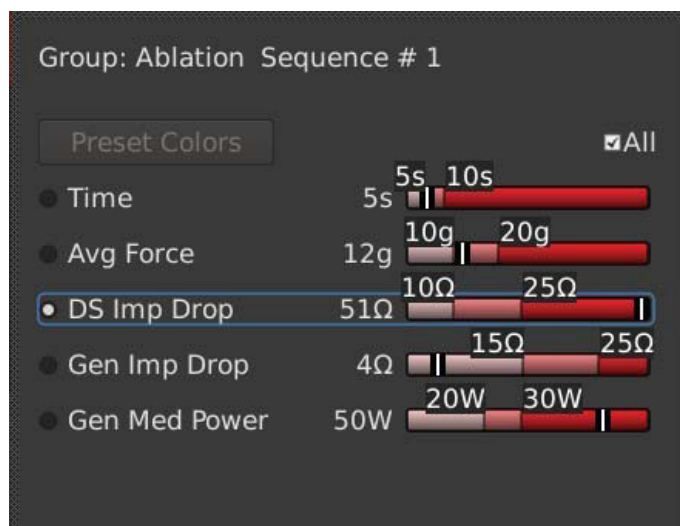 Group: Ablation  Sequence # 1
Preset Colors All
5s 10s
Time 5s
10g 20g
Avg Force 12g
10Ω 25Ω
DS Imp Drop 51Ω
15Ω 25Ω
Gen Imp Drop 4Ω
20W 30W
Gen Med Power 50W